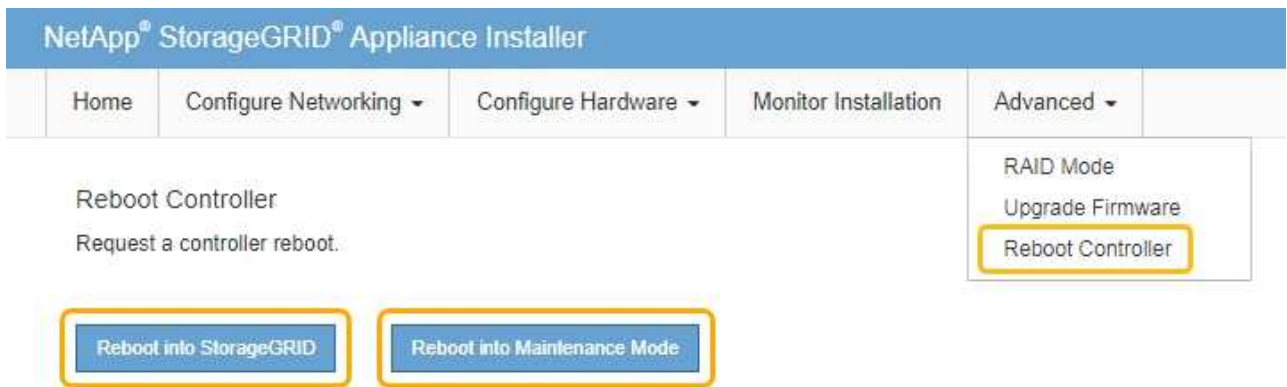 NetApp® StorageGRID® Appliance Installer
Home Configure Networking Configure Hardware Monitor Installation Advanced
RAID Mode
Upgrade Firmware
Reboot Controller
Reboot Controller
Request a controller reboot.
Reboot into StorageGRID Reboot into Maintenance Mode